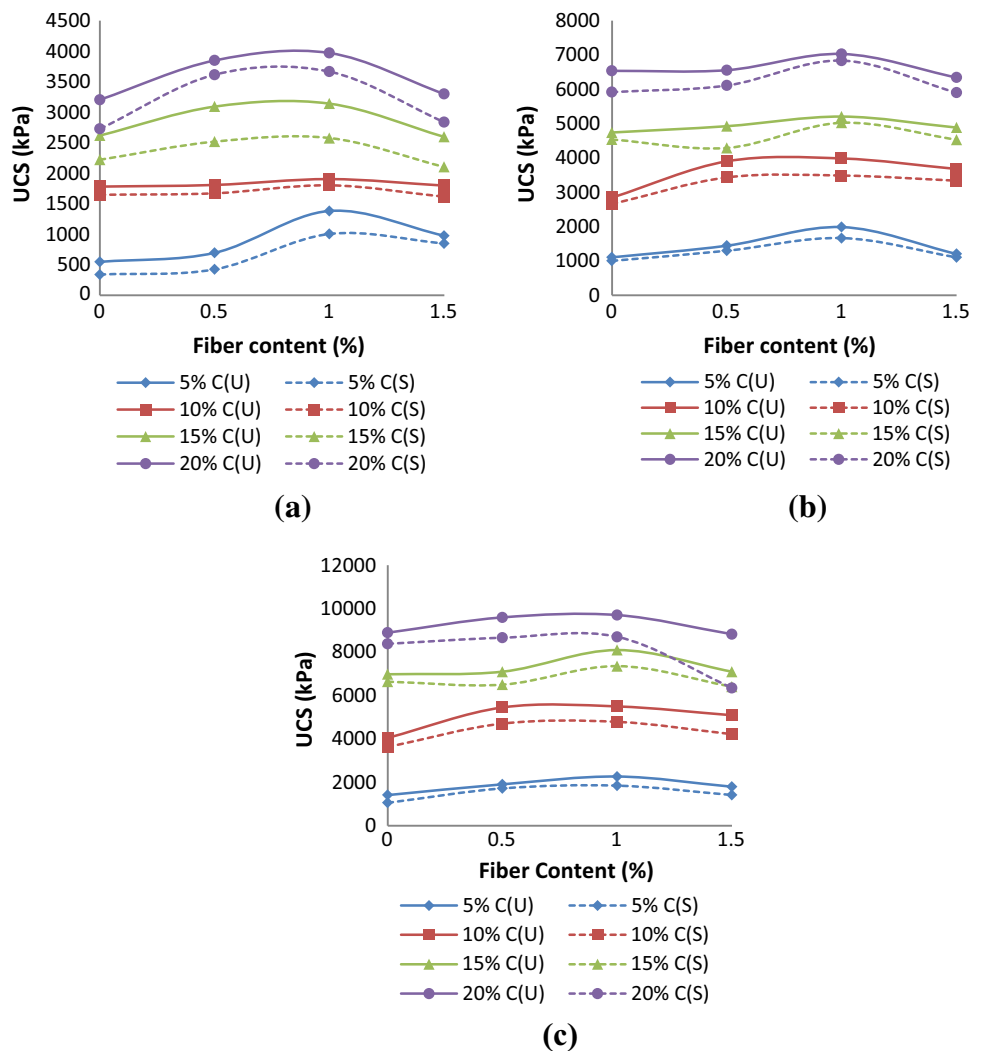 4500
4000
3500
3000
2500
2000
1500
1000
500
0
UCS (kPa)
0 0.5 1 1.5
Fiber content (%)
5% C(U) 5% C(S)
10% C(U) 10% C(S)
15% C(U) 15% C(S)
20% C(U) 20% C(S)
(a)
8000
7000
6000
5000
4000
3000
2000
1000
0
UCS (kPa)
0 0.5 1 1.5
Fiber content (%)
5% C(U) 5% C(S)
10% C(U) 10% C(S)
15% C(U) 15% C(S)
20% C(U) 20% C(S)
(b)
12000
10000
8000
6000
4000
2000
0
UCS (kPa)
0 0.5 1 1.5
Fiber Content (%)
5% C(U) 5% C(S)
10% C(U) 10% C(S)
15% C(U) 15% C(S)
20% C(U) 20% C(S)
(c)